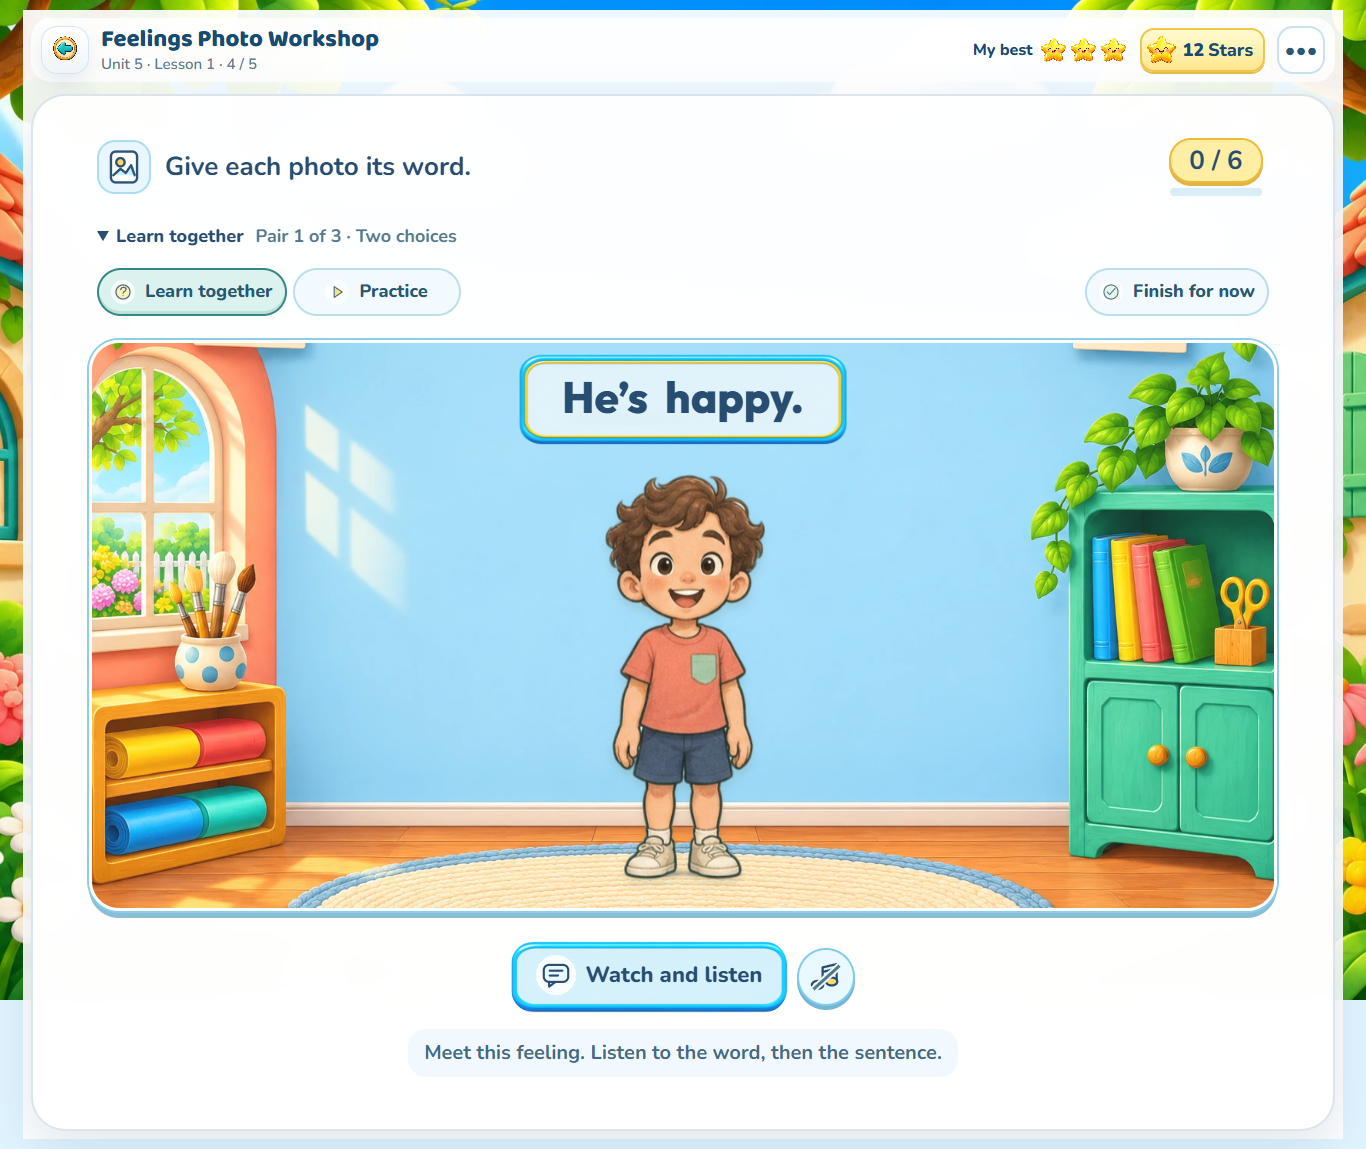 Feelings Photo Workshop
Unit 5 · Lesson 1 · 4 / 5
My best
12 Stars
Give each photo its word.
0 / 6
Learn together Pair 1 of 3 · Two choices
Learn together
Practice
Finish for now
He’s happy.
Watch and listen
Meet this feeling. Listen to the word, then the sentence.